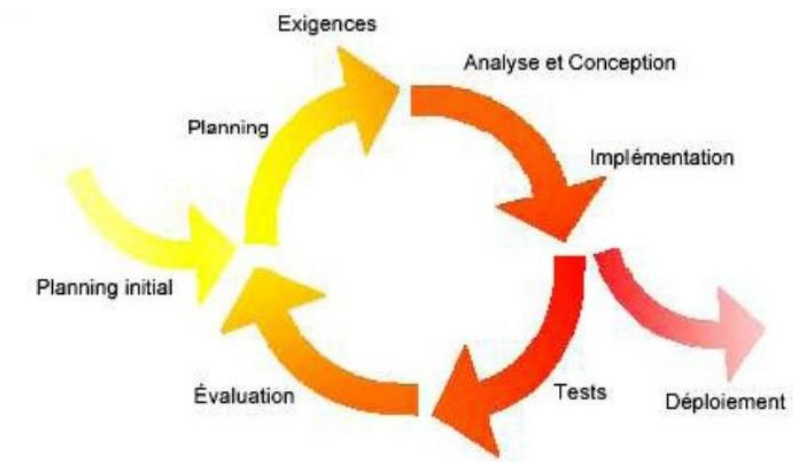 Exigences
Analyse et Conception
Planning
Implémentation
Planning initial
Évaluation
Tests
Déploiement